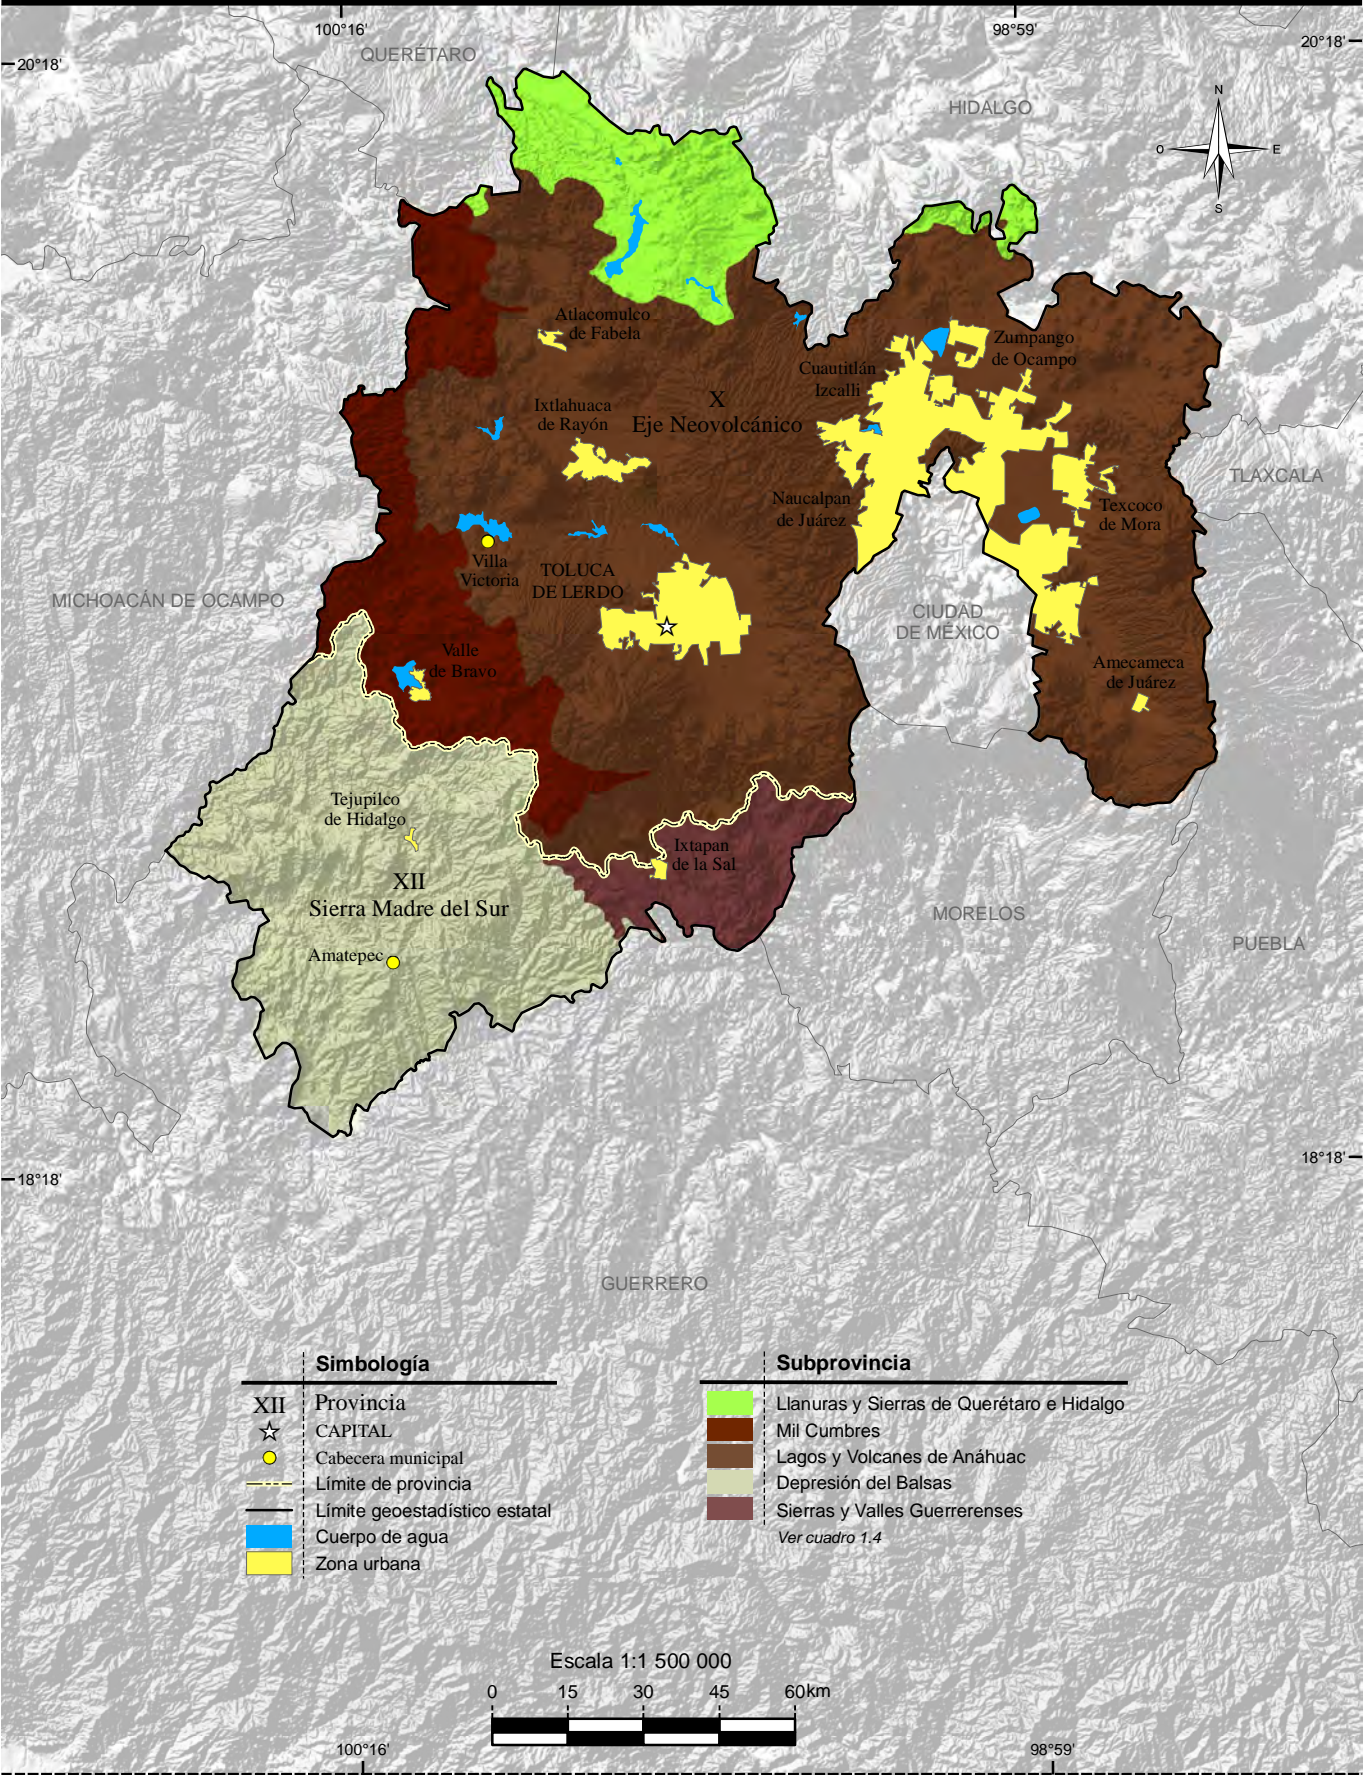 100°16'
98°59'
20°18'
20°18'
QUERÉTARO
HIDALGO
N
O
E
S
Atlacomulco
de Fabela
Zumpango
de Ocampo
Cuautitlán
Izcalli
X
Eje Neovolcánico
Ixtlahuaca
de Rayón
TLAXCALA
Naucalpan
de Juárez
Texcoco
de Mora
Villa
Victoria
TOLUCA
DE LERDO
MICHOACÁN DE OCAMPO
CIUDAD
DE MÉXICO
Valle
de Bravo
Amecameca
de Juárez
Tejupilco
de Hidalgo
Ixtapan
de la Sal
XII
Sierra Madre del Sur
MORELOS
PUEBLA
Amatepec
18°18'
18°18'
GUERRERO
Simbología
XII Provincia
CAPITAL
Cabecera municipal
Límite de provincia
Límite geoestadístico estatal
Cuerpo de agua
Zona urbana
Subprovincia
Llanuras y Sierras de Querétaro e Hidalgo
Mil Cumbres
Lagos y Volcanes de Anáhuac
Depresión del Balsas
Sierras y Valles Guerrerenses
Ver cuadro 1.4
Escala 1:1 500 000
0 15 30 45 60km
100°16'
98°59'